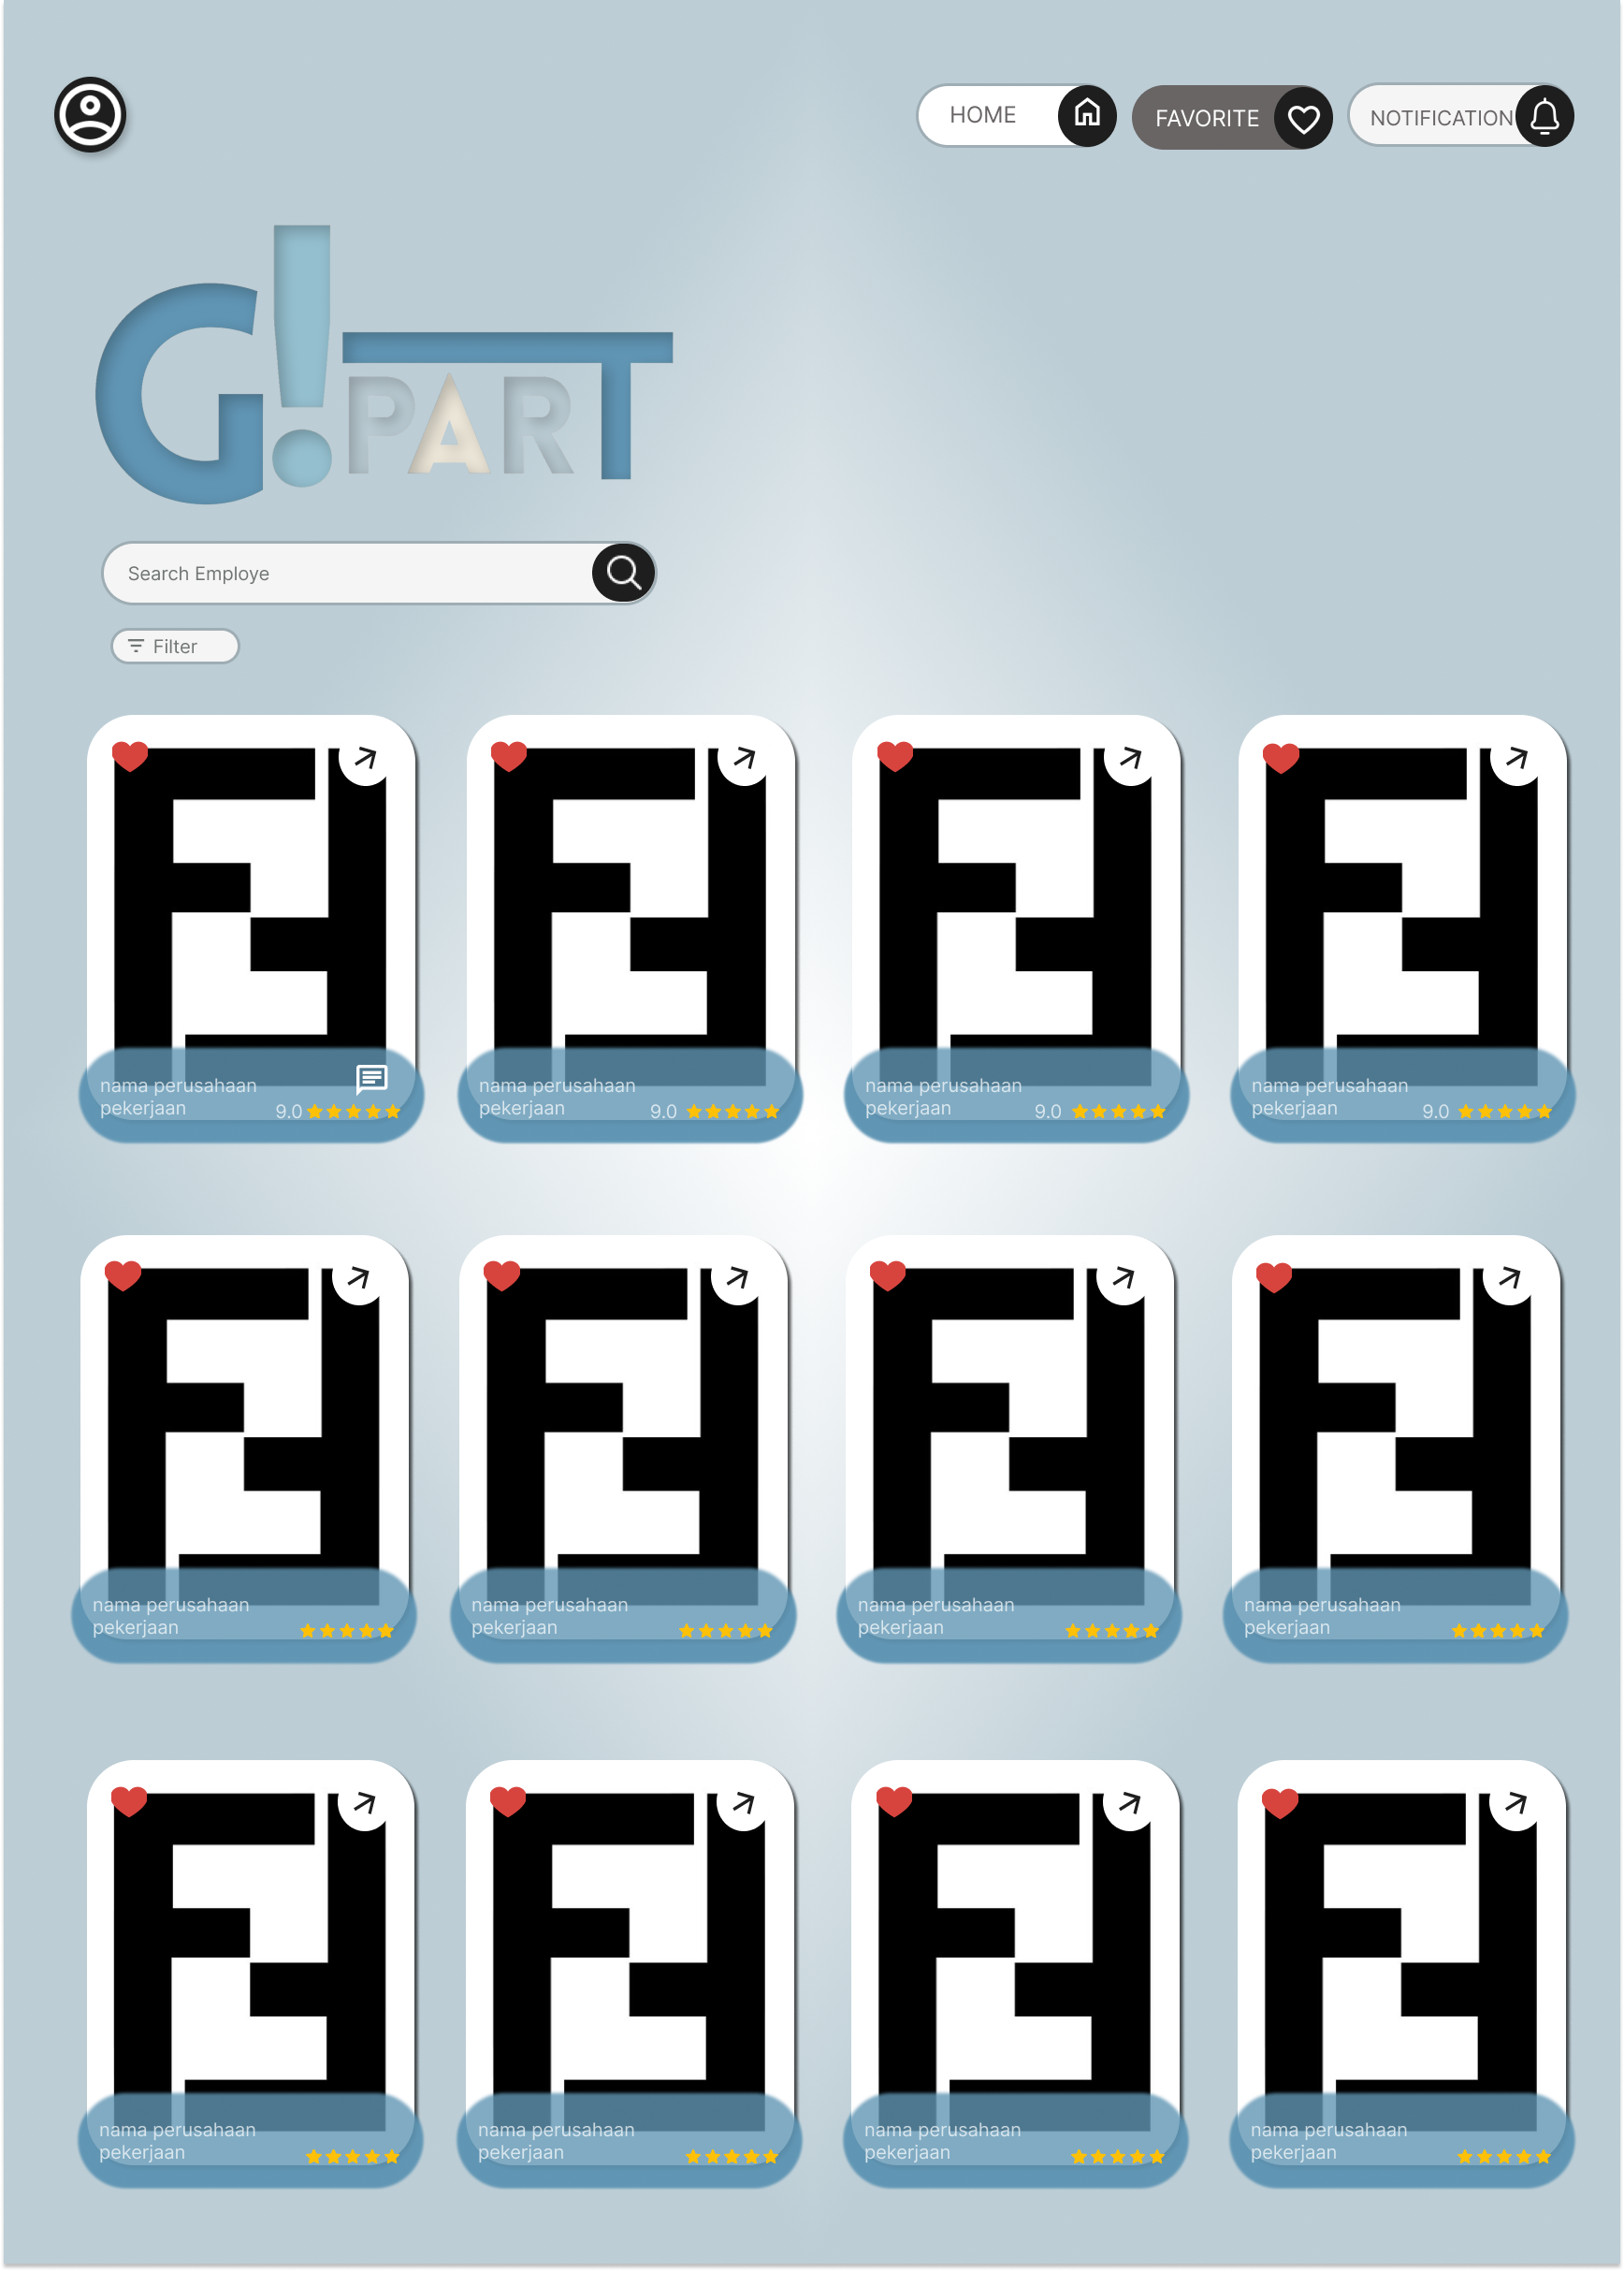 HOME
FAVORITE
NOTIFICATION
G!PART
Search Employe
Filter
nama perusahaan
pekerjaan 9.0
nama perusahaan
pekerjaan 9.0
nama perusahaan
pekerjaan 9.0
nama perusahaan
pekerjaan 9.0
nama perusahaan
pekerjaan
nama perusahaan
pekerjaan
nama perusahaan
pekerjaan
nama perusahaan
pekerjaan
nama perusahaan
pekerjaan
nama perusahaan
pekerjaan
nama perusahaan
pekerjaan
nama perusahaan
pekerjaan